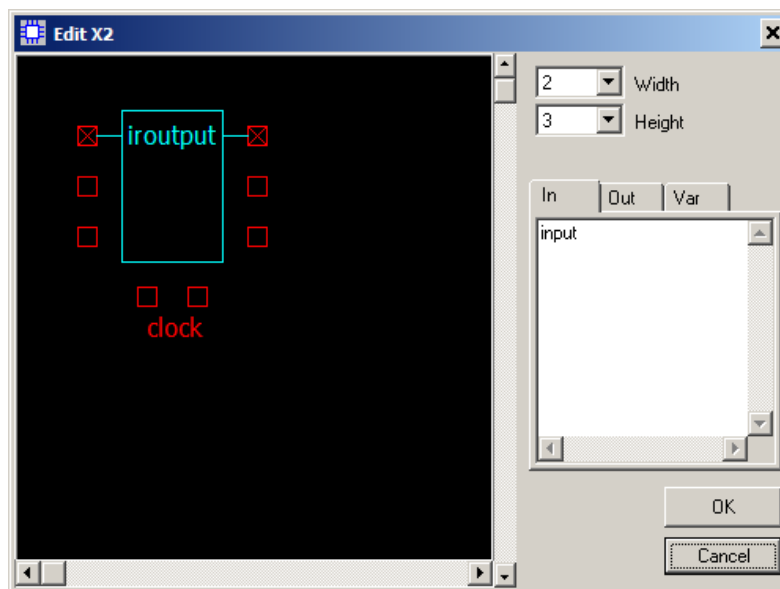 Edit X2
2 Width
3 Height
iroutput
In Out Var
input
clock
OK
Cancel